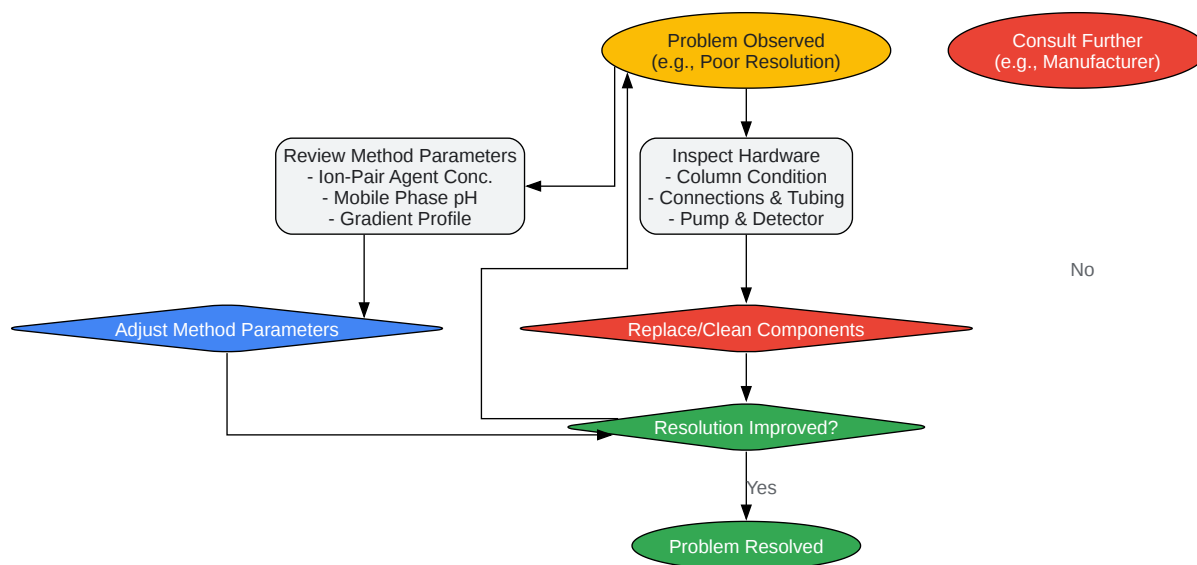 Problem Observed
(e.g., Poor Resolution)
Consult Further
(e.g., Manufacturer)
Review Method Parameters
- Ion-Pair Agent Conc.
- Mobile Phase pH
- Gradient Profile
Inspect Hardware
- Column Condition
- Connections & Tubing
- Pump & Detector
No
Adjust Method Parameters
Replace/Clean Components
Resolution Improved?
Yes
Problem Resolved